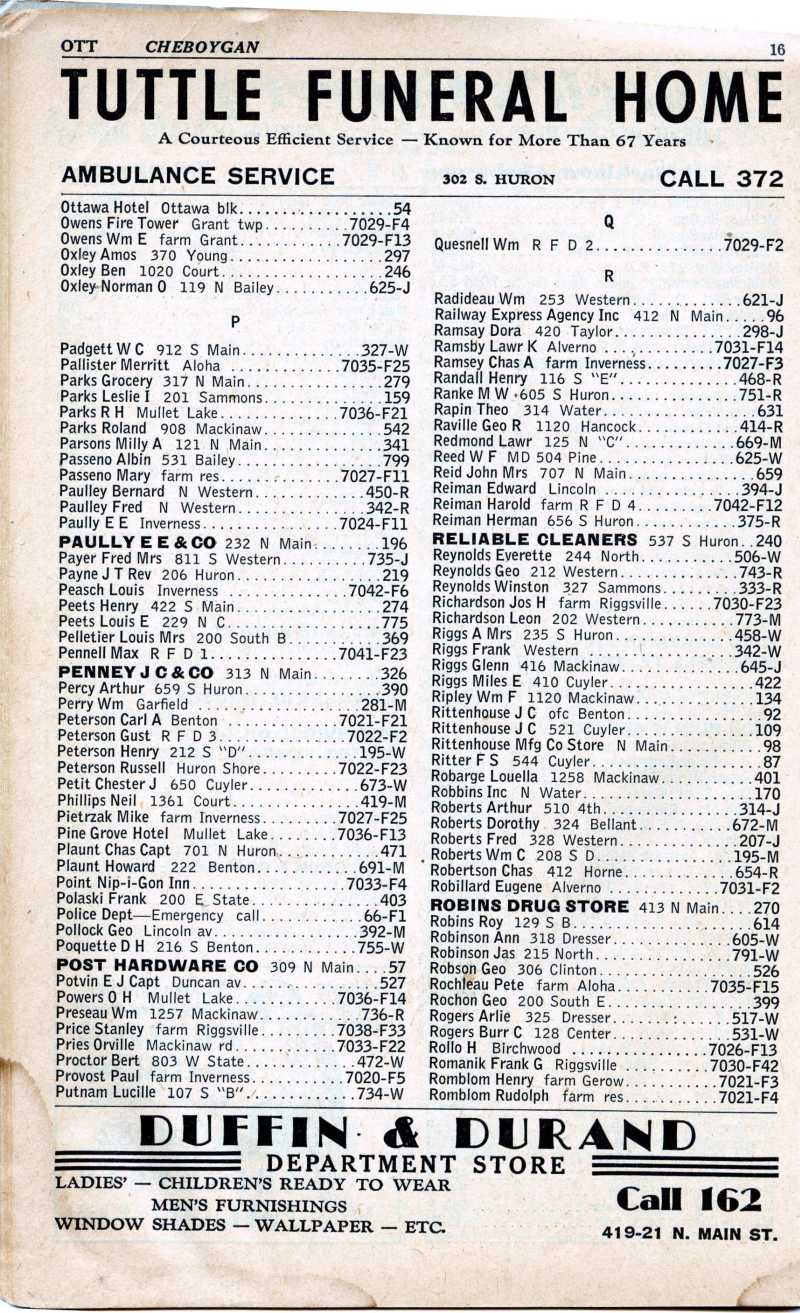 OTT CHEBOYGAN 16
TUTTLE FUNERAL HOME
A Courteous Efficient Service — Known for More Than 67 Years
AMBULANCE SERVICE 302 S. HURON CALL 372
Ottawa Hotel Ottawa blk..................54
Owens Fire Tower Grant twp..........7029-F4
Owens Wm E farm Grant............7029-F13
Oxley Amos 370 Young..................297
Oxley Ben 1020 Court...................246
Oxley Norman O 119 N Bailey...........625-J
P
Padgett W C 912 S Main.............327-W
Pallister Merritt Aloha ............7035-F25
Parks Grocery 317 N Main..............279
Parks Leslie I 201 Sammons............159
Parks R H Mullet Lake.............7036-F21
Parks Roland 908 Mackinaw............542
Parsons Milly A 121 N Main............341
Passeno Albin 531 Bailey...............799
Passeno Mary farm res............7027-F11
Paulley Bernard N Western...........450-R
Paulley Fred N Western.............342-R
Paully E E Inverness..............7024-F11
PAULLY E E & CO 232 N Main........196
Payer Fred Mrs 811 S Western.........735-J
Payne J T Rev 206 Huron...............219
Peasch Louis Inverness ............7042-F6
Peets Henry 422 S Main...............274
Peets Louis E 229 N C.................775
Pelletier Louis Mrs 200 South B..........369
Pennell Max R F D 1..............7041-F23
PENNEY J C & CO 313 N Main........326
Percy Arthur 659 S Huron..............390
Perry Wm Garfield .................281-M
Peterson Carl A Benton ...........7021-F21
Peterson Gust R F D 3.............7022-F2
Peterson Henry 212 S "D"...........195-W
Peterson Russell Huron Shore........7022-F23
Petit Chester J 650 Cuyler...........673-W
Phillips Neil 1361 Court.............419-M
Pietrzak Mike farm Inverness........7027-F25
Pine Grove Hotel Mullet Lake.......7036-F13
Plaunt Chas Capt 701 N Huron...........471
Plaunt Howard 222 Benton...........691-M
Point Nip-i-Gon Inn................7033-F4
Polaski Frank 200 E State.............403
Police Dept—Emergency call...........66-F1
Pollock Geo Lincoln av..............392-M
Poquette D H 216 S Benton...........755-W
POST HARDWARE CO 309 N Main....57
Potvin E J Capt Duncan av.............527
Powers O H Mullet Lake..........7036-F14
Preseau Wm 1257 Mackinaw..........736-R
Price Stanley farm Riggsville........7038-F33
Pries Orville Mackinaw rd..........7033-F22
Proctor Bert 803 W State............472-W
Provost Paul farm Inverness..........7020-F5
Putnam Lucille 107 S "B"............734-W
Q
Quesnell Wm R F D 2..............7029-F2
R
Radideau Wm 253 Western...........621-J
Railway Express Agency Inc 412 N Main.....96
Ramsay Dora 420 Taylor.............298-J
Ramsby Lawr K Alverno ...........7031-F14
Ramsey Chas A farm Inverness........7027-F3
Randall Henry 116 S "E"............468-R
Ranke M W 605 S Huron.............751-R
Rapin Theo 314 Water.................631
Raville Geo R 1120 Hancock..........414-R
Redmond Lawr 125 N "C"............669-M
Reed W F MD 504 Pine..............625-W
Reid John Mrs 707 N Main.............659
Reiman Edward Lincoln .............394-J
Reiman Harold farm R F D 4........7042-F12
Reiman Herman 656 S Huron.........375-R
RELIABLE CLEANERS 537 S Huron..240
Reynolds Everette 244 North..........506-W
Reynolds Geo 212 Western...........743-R
Reynolds Winston 327 Sammons.......333-R
Richardson Jos H farm Riggsville......7030-F23
Richardson Leon 202 Western.........773-M
Riggs A Mrs 235 S Huron............458-W
Riggs Frank Western ..............342-W
Riggs Glenn 416 Mackinaw...........645-J
Riggs Miles E 410 Cuyler...............422
Ripley Wm F 1120 Mackinaw...........134
Rittenhouse J C ofc Benton..............92
Rittenhouse J C 521 Cuyler.............109
Rittenhouse Mfg Co Store N Main.........98
Ritter F S 544 Cuyler..................87
Robarge Louella 1258 Mackinaw.........401
Robbins Inc N Water..................170
Roberts Arthur 510 4th..............314-J
Roberts Dorothy 324 Bellant..........672-M
Roberts Fred 328 Western............207-J
Roberts Wm C 208 S D..............195-M
Robertson Chas 412 Horne...........654-R
Robillard Eugene Alverno ..........7031-F2
ROBINS DRUG STORE 413 N Main....270
Robins Roy 129 S B..................614
Robinson Ann 318 Dresser...........605-W
Robinson Jas 215 North.............791-W
Robson Geo 306 Clinton...............526
Rochleau Pete farm Aloha..........7035-F15
Rochon Geo 200 South E...............399
Rogers Arlie 325 Dresser............517-W
Rogers Burr C 128 Center............531-W
Rollo H Birchwood ...............7026-F13
Romanik Frank G Riggsville .........7030-F42
Romblom Henry farm Gerow.........7021-F3
Romblom Rudolph farm res..........7021-F4
DUFFIN & DURAND
DEPARTMENT STORE
LADIES' — CHILDREN'S READY TO WEAR
MEN'S FURNISHINGS
WINDOW SHADES — WALLPAPER — ETC.
Call 162
419-21 N. MAIN ST.